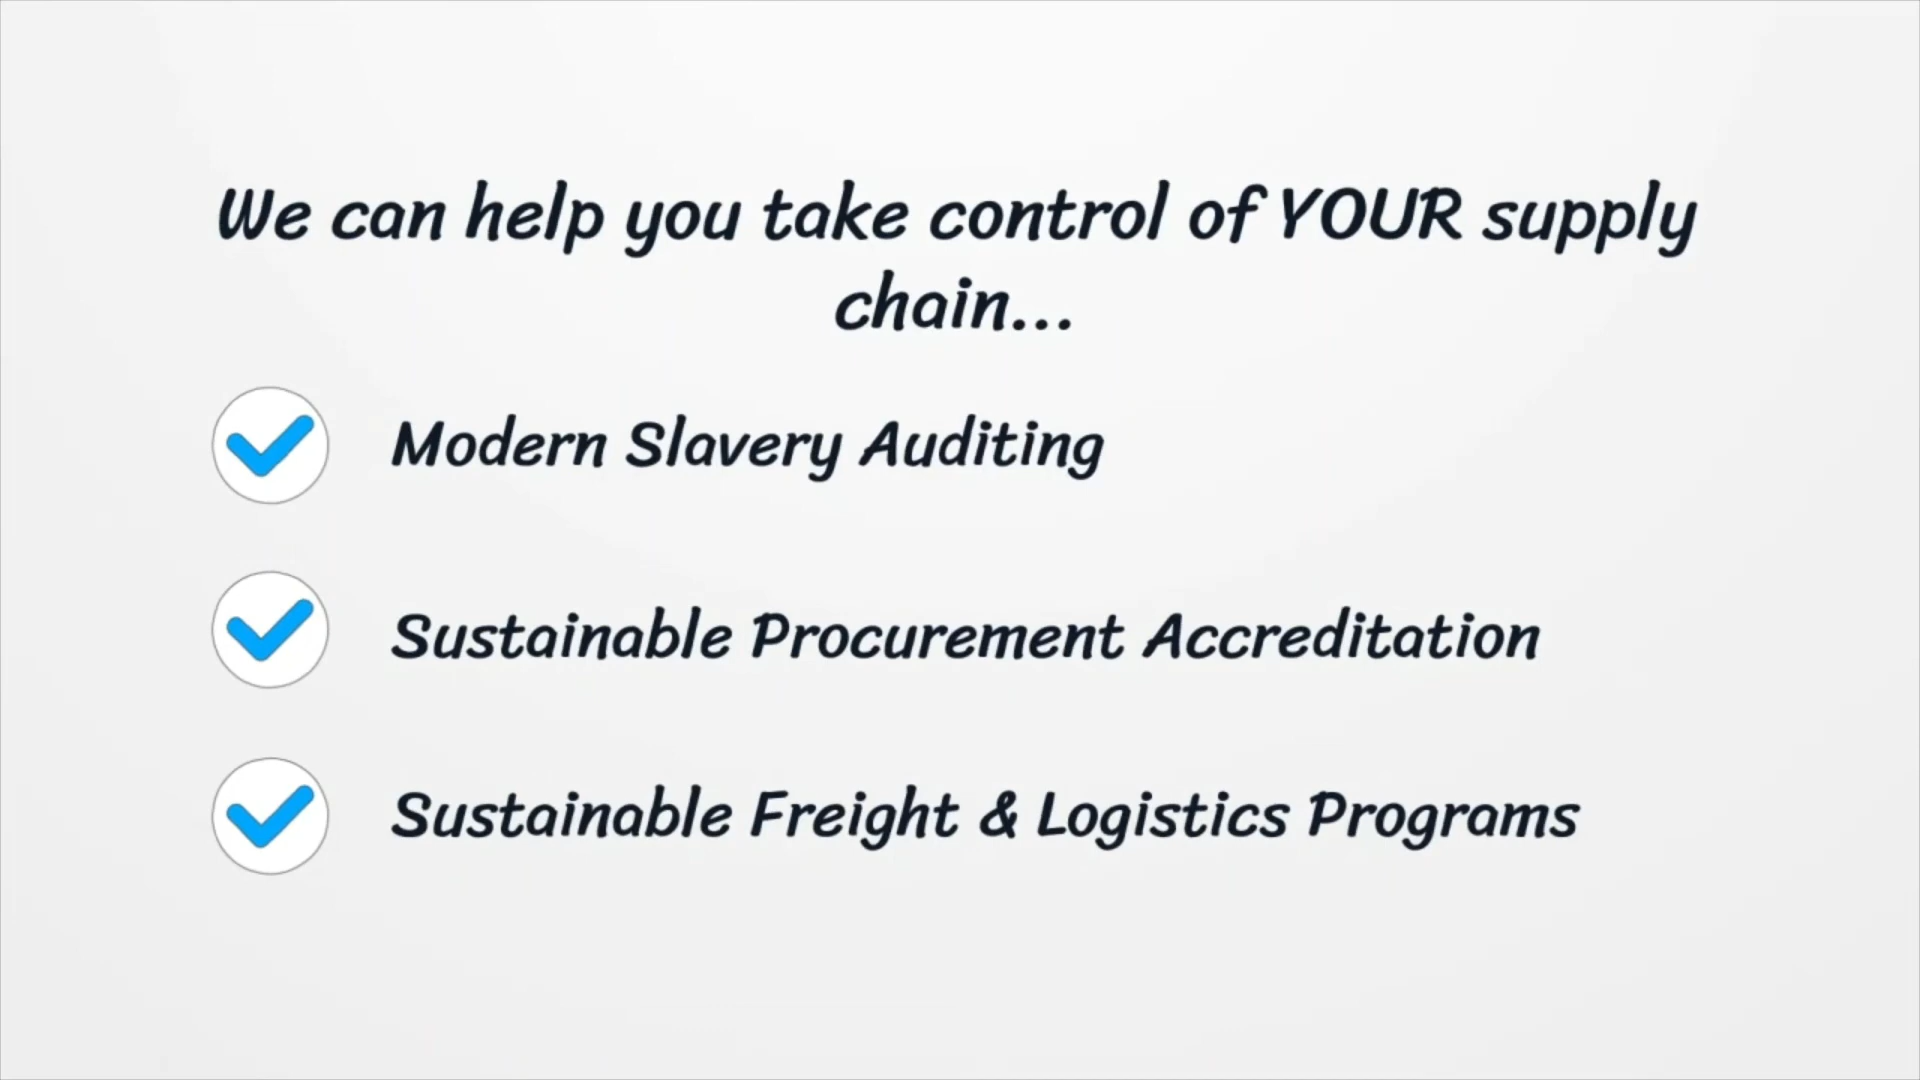 We can help you take control of YOUR supply
chain...
Modern Slavery Auditing
Sustainable Procurement Accreditation
Sustainable Freight & Logistics Programs